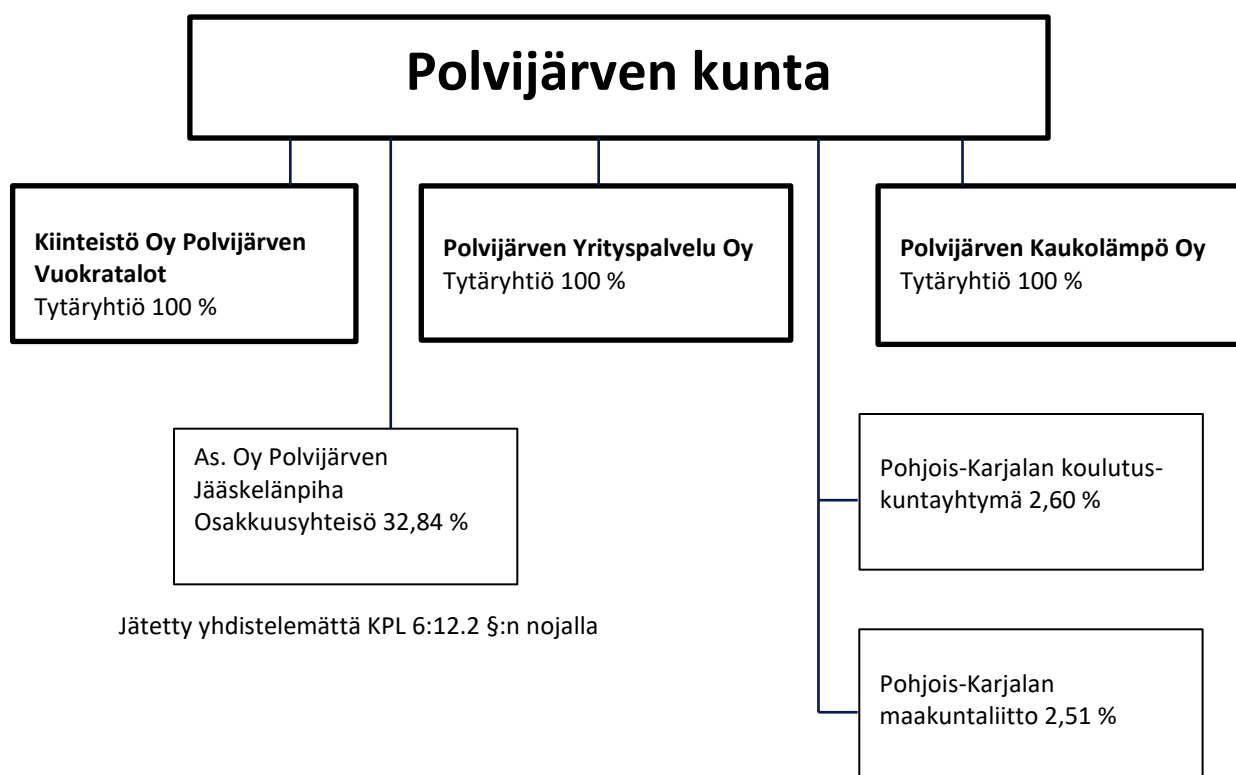 Polvijärven kunta
Kiinteistö Oy Polvijärven
Vuokratalot
Tytäryhtiö 100 %
Polvijärven Yrityspalvelu Oy
Tytäryhtiö 100 %
Polvijärven Kaukolämpö Oy
Tytäryhtiö 100 %
As. Oy Polvijärven
Jääskelänpiha
Osakkuusyhteisö 32,84 %
Jätetty yhdistelemättä KPL 6:12.2 §:n nojalla
Pohjois-Karjalan koulutus-
kuntayhtymä 2,60 %
Pohjois-Karjalan
maakuntaliitto 2,51 %